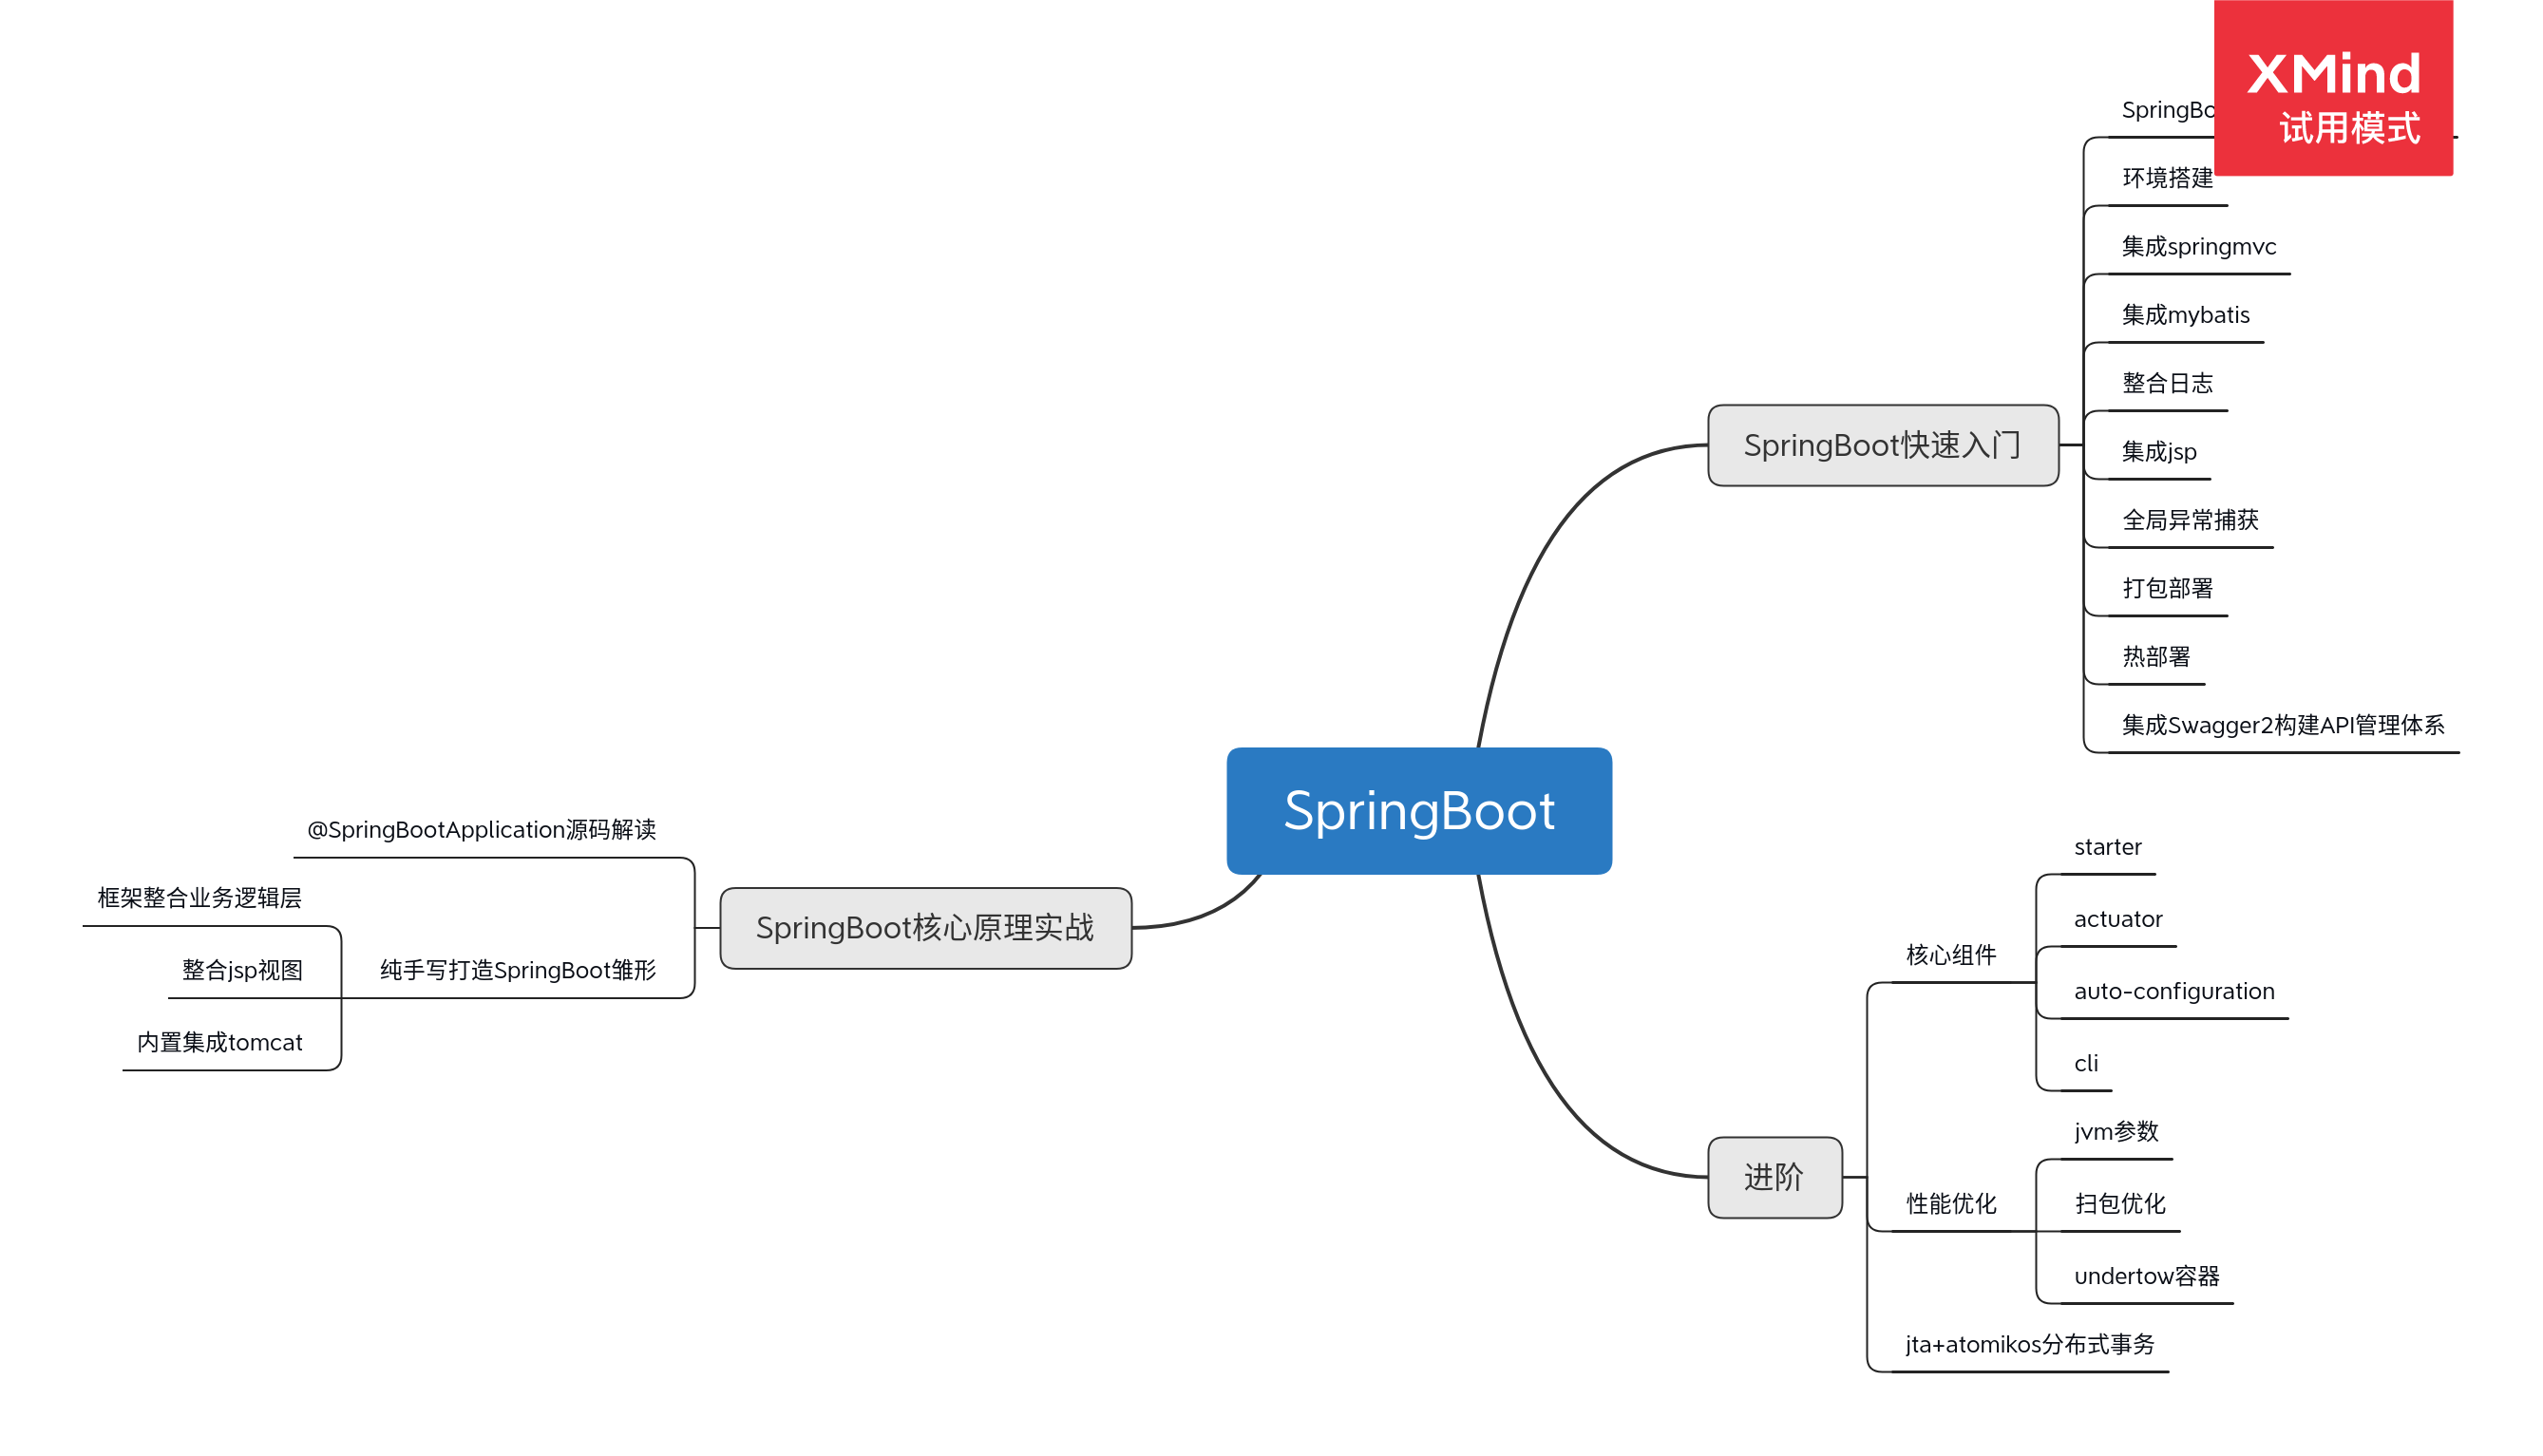 XMind
试用模式
环境搭建
集成springmvc
集成mybatis
整合日志
SpringBoot快速入门
集成jsp
全局异常捕获
打包部署
热部署
集成Swagger2构建API管理体系
SpringBoot
@SpringBootApplication源码解读
框架整合业务逻辑层
SpringBoot核心原理实战
整合jsp视图
纯手写打造SpringBoot雏形
内置集成tomcat
starter
actuator
核心组件
auto-configuration
cli
jvm参数
进阶
性能优化
扫包优化
undertow容器
jta+atomikos分布式事务